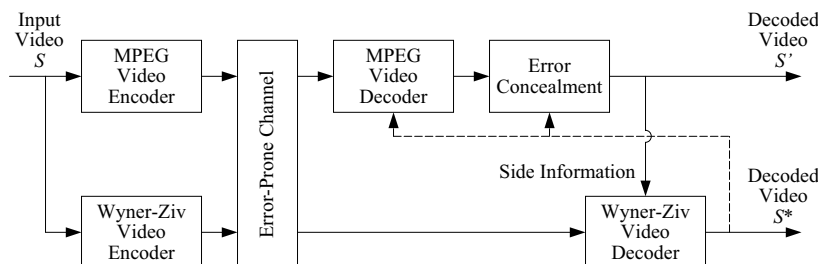 Input
Video
S
MPEG
Video
Encoder
Error-Prone Channel
MPEG
Video
Decoder
Error
Concealment
Decoded
Video
S’
Side Information
Wyner-Ziv
Video
Encoder
Wyner-Ziv
Video
Decoder
Decoded
Video
S*